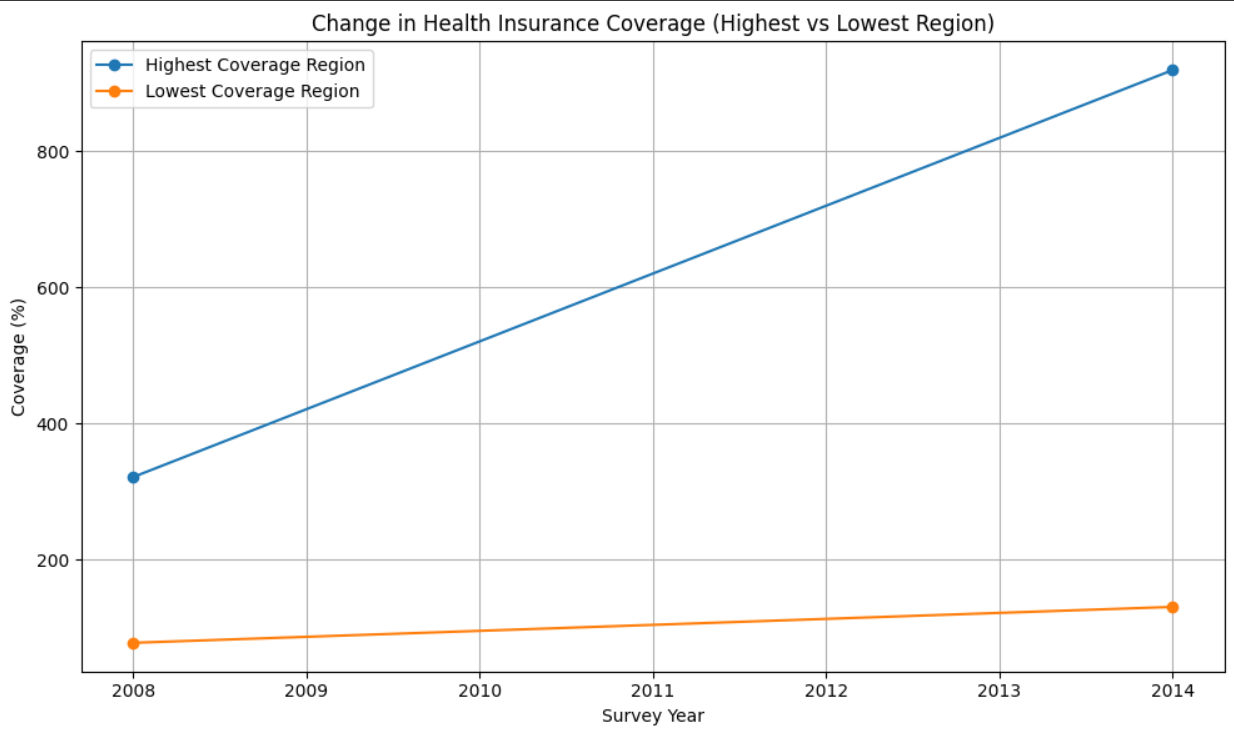 Change in Health Insurance Coverage (Highest vs Lowest Region)
Highest Coverage Region
Lowest Coverage Region
Coverage (%)
800
600
400
200
2008 2009 2010 2011 2012 2013 2014
Survey Year